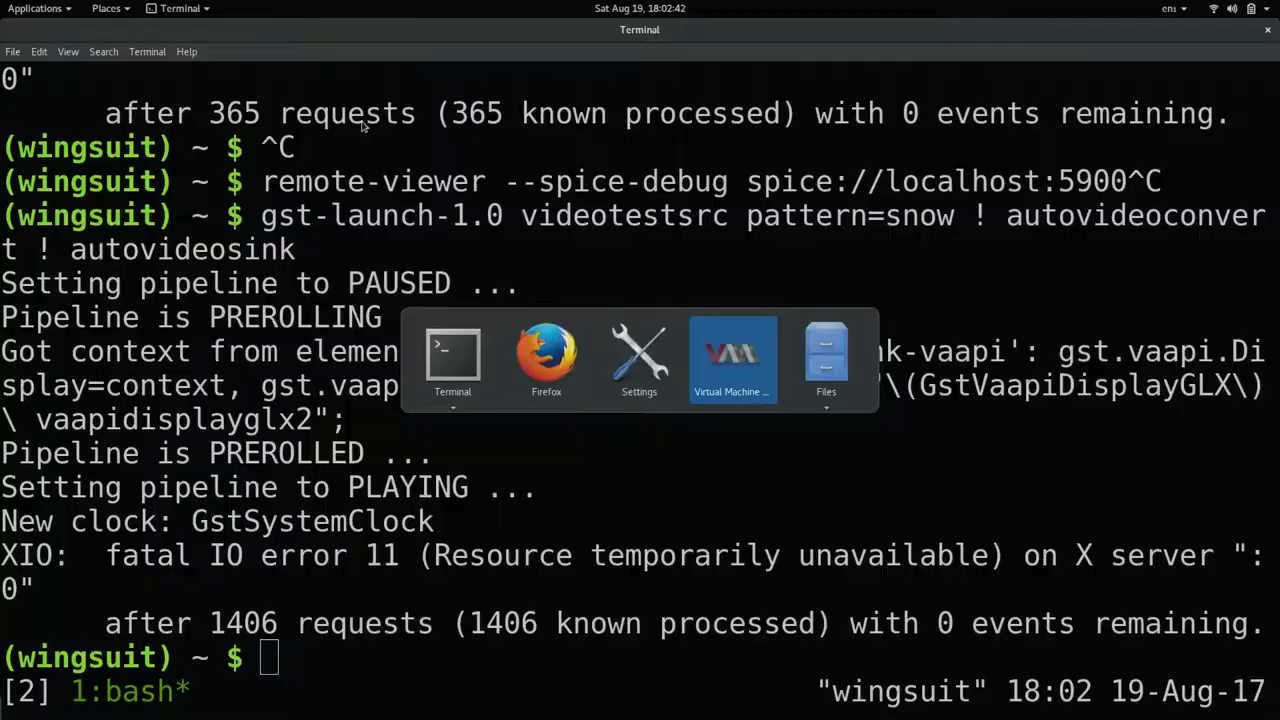 Applications Places Terminal Sat Aug 19, 18:02:42 en1
Terminal
File Edit View Search Terminal Help
0"
after 365 requests (365 known processed) with 0 events remaining.
(wingsuit) ~ $ ^C
(wingsuit) ~ $ remote-viewer --spice-debug spice://localhost:5900^C
(wingsuit) ~ $ gst-launch-1.0 videotestsrc pattern=snow ! autovideoconver
t ! autovideosink
Setting pipeline to PAUSED ...
Pipeline is PREROLLING
Got context from elemen k-vaapi': gst.vaapi.Di
splay=context, gst.vaap "\(GstVaapiDisplayGLX\)
\ vaapidisplayglx2";
Terminal Firefox Settings Virtual Machine ... Files
Pipeline is PREROLLED ...
Setting pipeline to PLAYING ...
New clock: GstSystemClock
XIO: fatal IO error 11 (Resource temporarily unavailable) on X server ":
0"
after 1406 requests (1406 known processed) with 0 events remaining.
(wingsuit) ~ $
[2] 1:bash* "wingsuit" 18:02 19-Aug-17